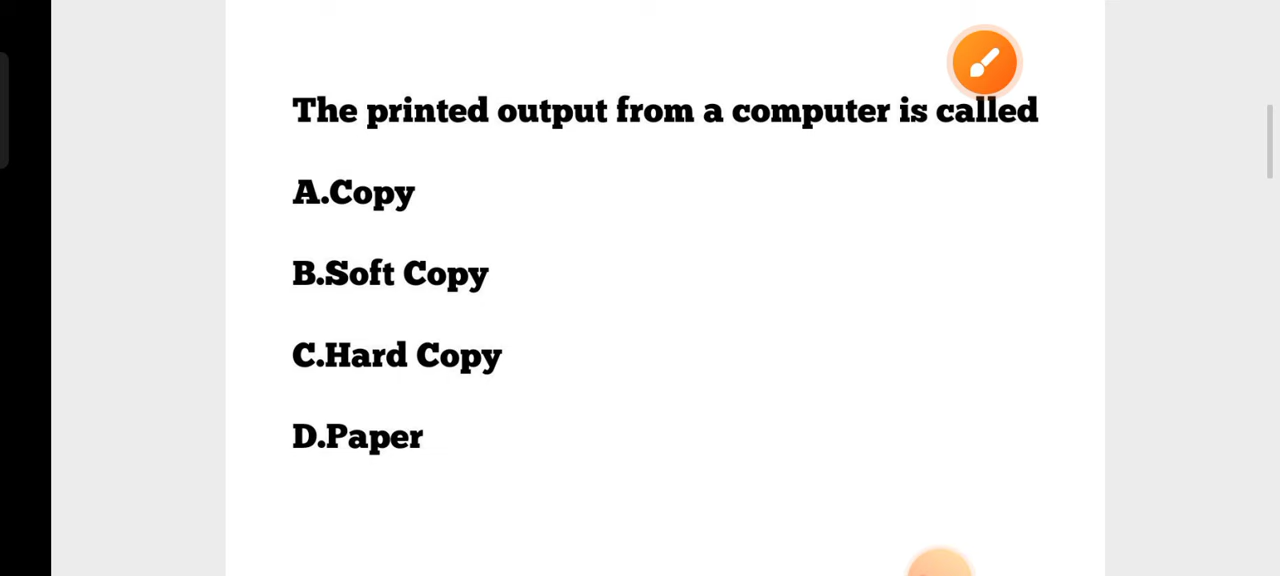 The printed output from a computer is called
A.Copy
B.Soft Copy
C.Hard Copy
D.Paper